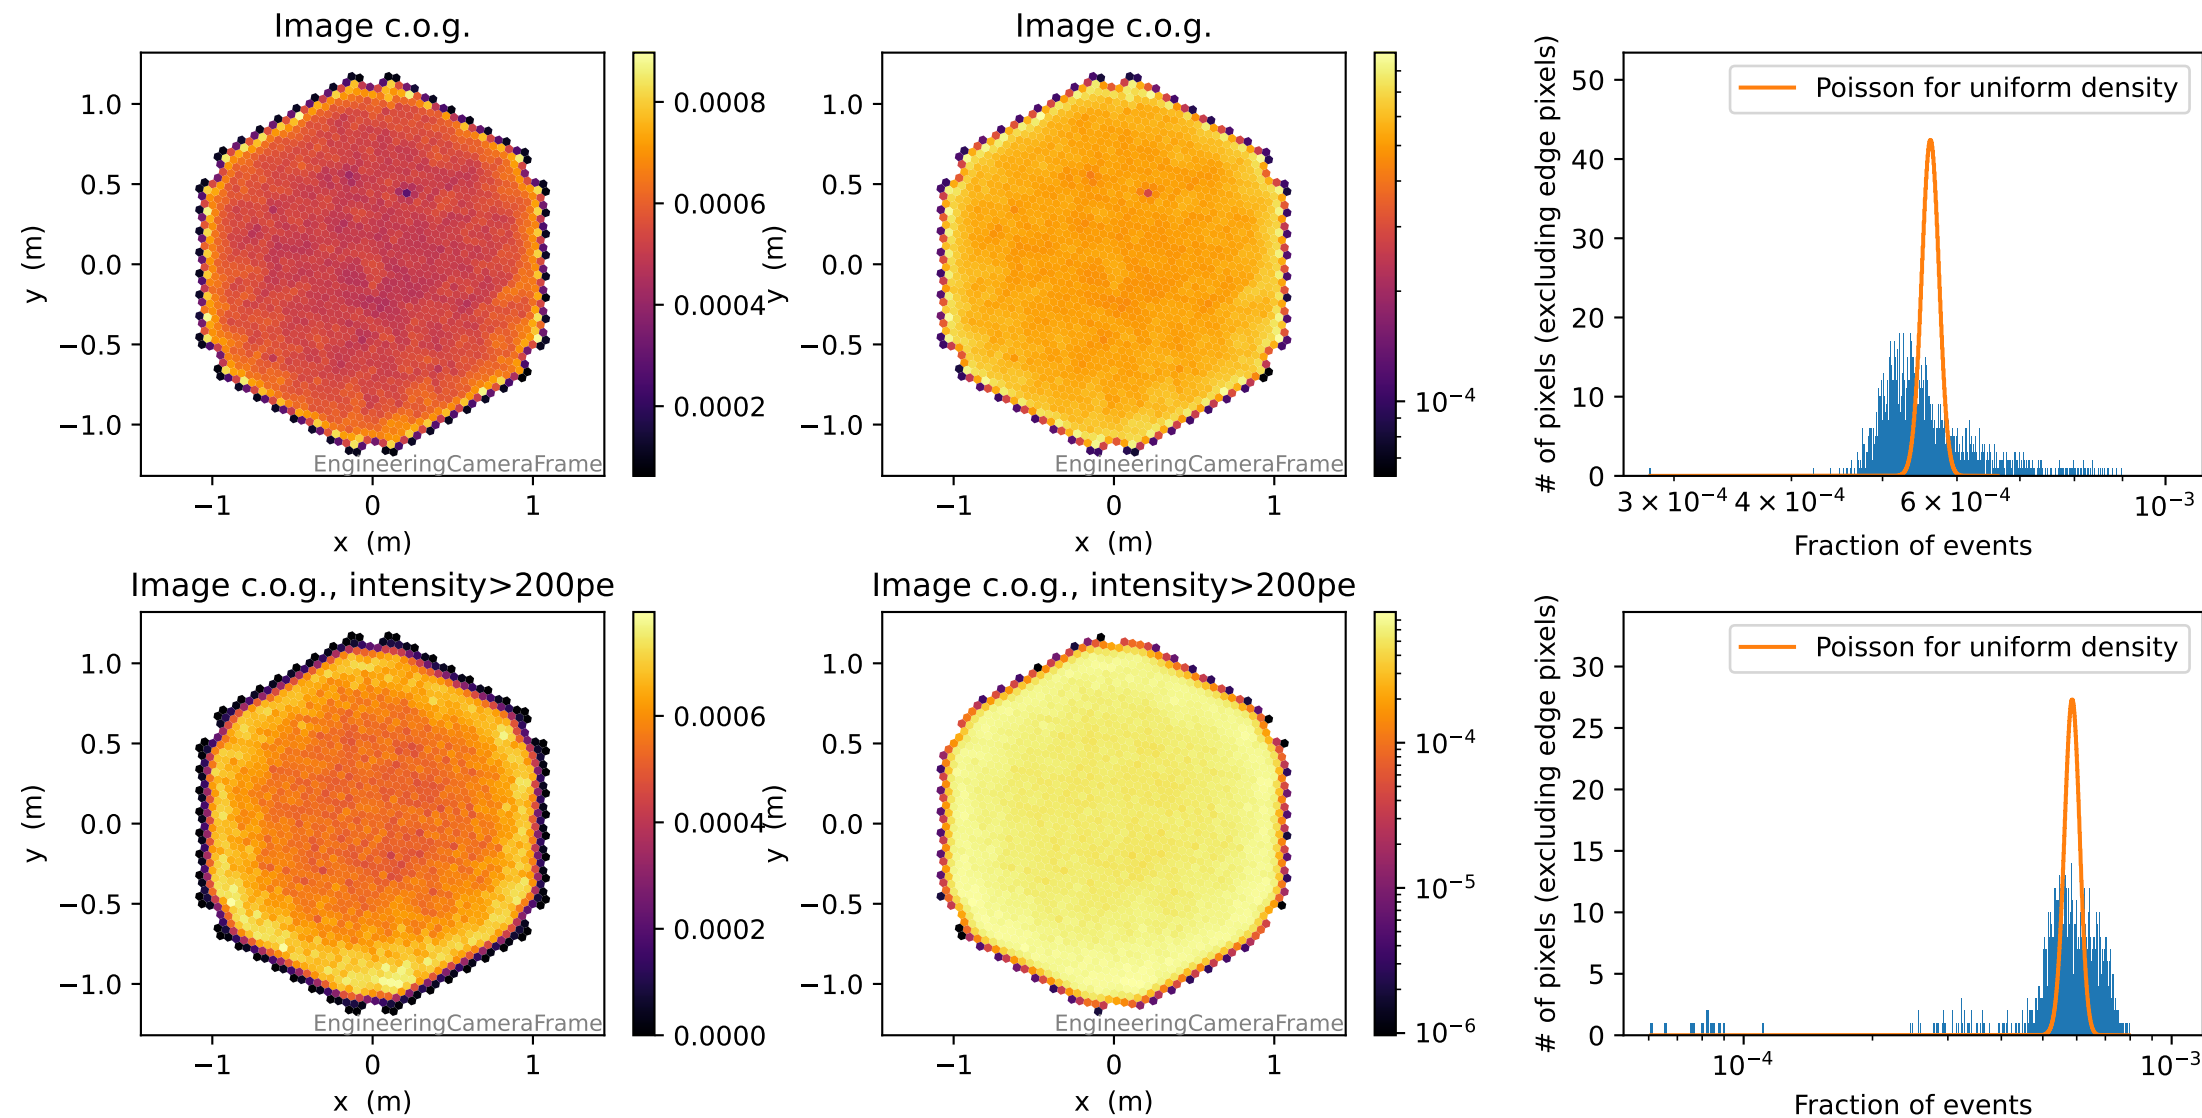 Image c.o.g.
1.0
0.5
0.0
−0.5
−1.0
y (m)
−1
0
1
x (m)
EngineeringCameraFrame
0.0008
0.0006
0.0004
0.0002
Image c.o.g.
1.0
0.5
0.0
−0.5
−1.0
y (m)
−1
0
1
x (m)
EngineeringCameraFrame
10⁻⁴
50
40
30
20
10
0
# of pixels (excluding edge pixels)
Poisson for uniform density
3 × 10⁻⁴
4 × 10⁻⁴
6 × 10⁻⁴
10⁻³
Fraction of events
Image c.o.g., intensity>200pe
1.0
0.5
0.0
−0.5
−1.0
y (m)
−1
0
1
x (m)
EngineeringCameraFrame
0.0006
0.0004
0.0002
0.0000
Image c.o.g., intensity>200pe
1.0
0.5
0.0
−0.5
−1.0
y (m)
−1
0
1
x (m)
EngineeringCameraFrame
10⁻⁴
10⁻⁵
10⁻⁶
30
25
20
15
10
5
0
# of pixels (excluding edge pixels)
Poisson for uniform density
10⁻⁴
10⁻³
Fraction of events